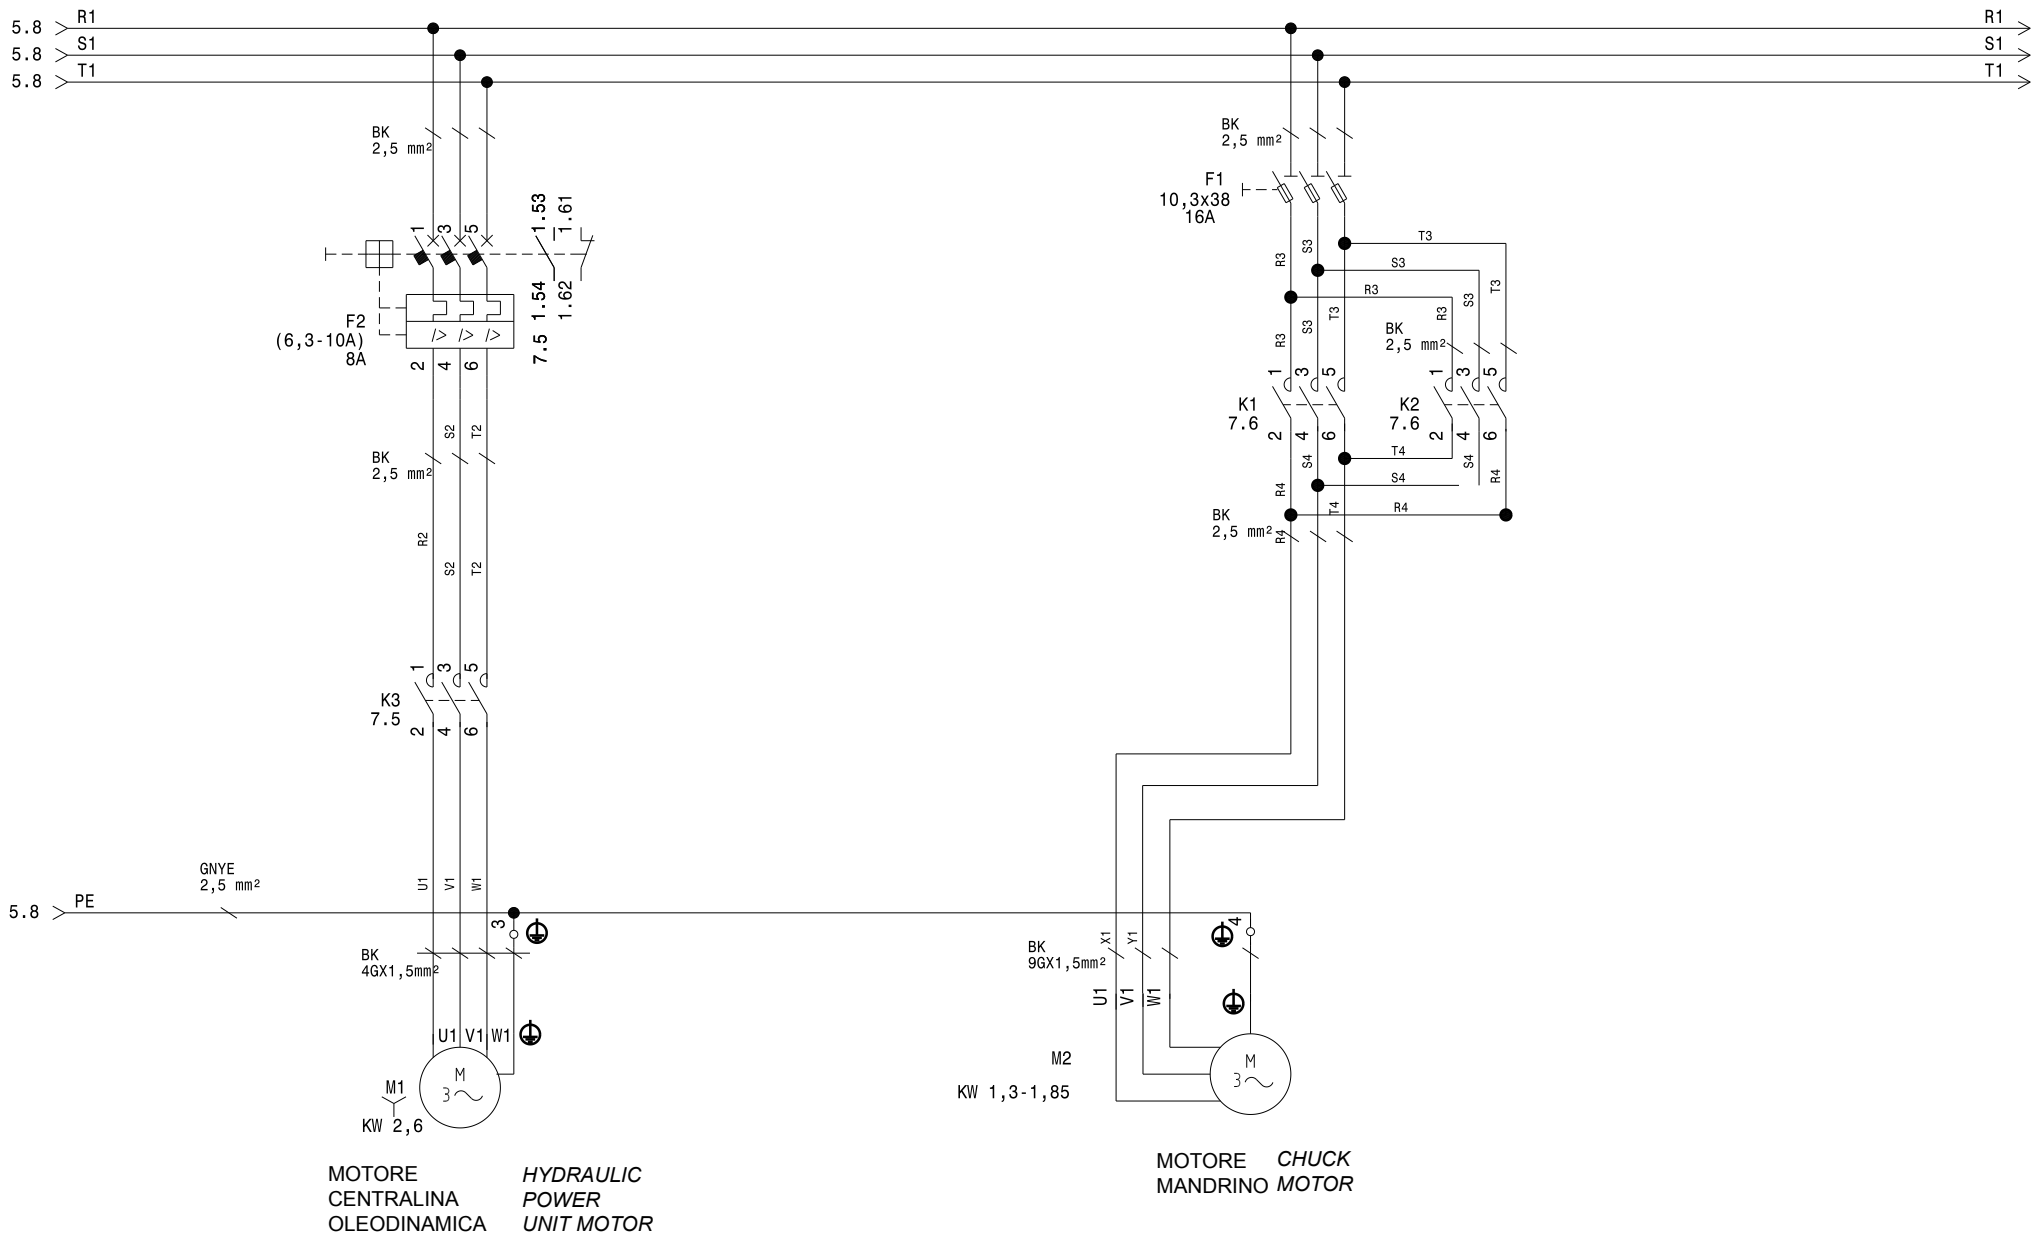 5.8 R1 R1
5.8 S1 S1
5.8 T1 T1
BK
2,5 mm²
BK
2,5 mm²
F1
10,3x38
16A
1 3 5 1.53 1.61
F2
(6,3-10A)
8A
/> /> />
2 4 6 7.5 1.54 1.62
R3 S3 T3
S3
R3
R3 S3 T3
R3 S3 T3
BK
2,5 mm²
1 3 5
K1
7.6
2 4 6
1 3 5
K2
7.6
2 4 6
S2 T2
BK
2,5 mm²
T4
S4
R4
R4 S4 T4
S4 R4
BK
2,5 mm²
R4
R2
S2 T2
1 3 5
K3
7.5
2 4 6
GNYE
2,5 mm²
U1 V1 W1
5.8 PE
3
4
BK
4GX1,5mm²
BK
9GX1,5mm²
X1 Y1
U1 V1 W1
U1 V1 W1
M
3
M1
KW 2,6
M2
KW 1,3-1,85
M
3
MOTORE
CENTRALINA
OLEODINAMICA
HYDRAULIC
POWER
UNIT MOTOR
MOTORE
MANDRINO
CHUCK
MOTOR